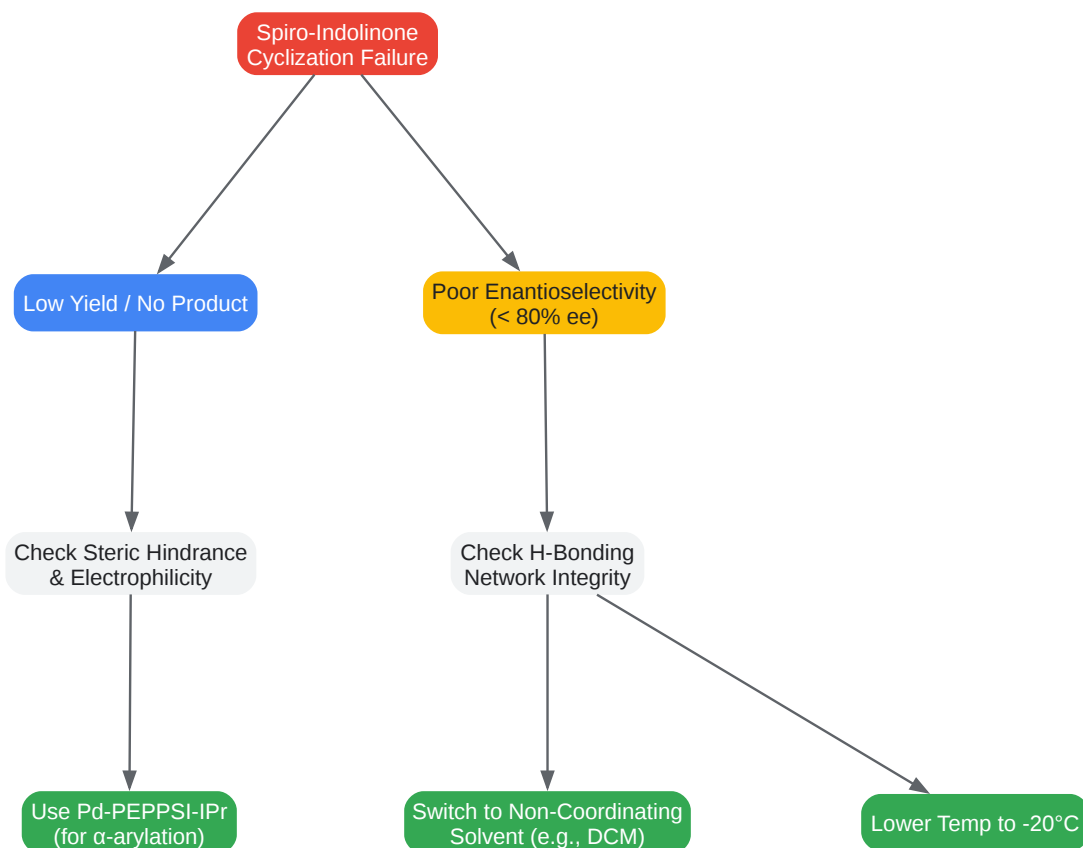 Spiro-Indolinone
Cyclization Failure
Low Yield / No Product
Poor Enantioselectivity
(< 80% ee)
Check Steric Hindrance
& Electrophilicity
Check H-Bonding
Network Integrity
Use Pd-PEPPSI-IPr
(for α-arylation)
Switch to Non-Coordinating
Solvent (e.g., DCM)
Lower Temp to -20°C